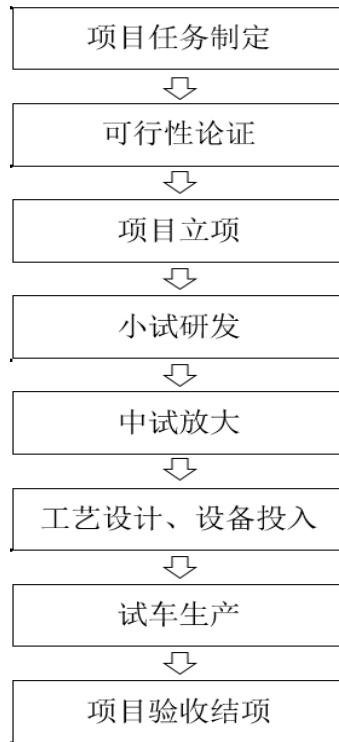 项目任务制定
可行性论证
项目立项
小试研发
中试放大
工艺设计、设备投入
试车生产
项目验收结项